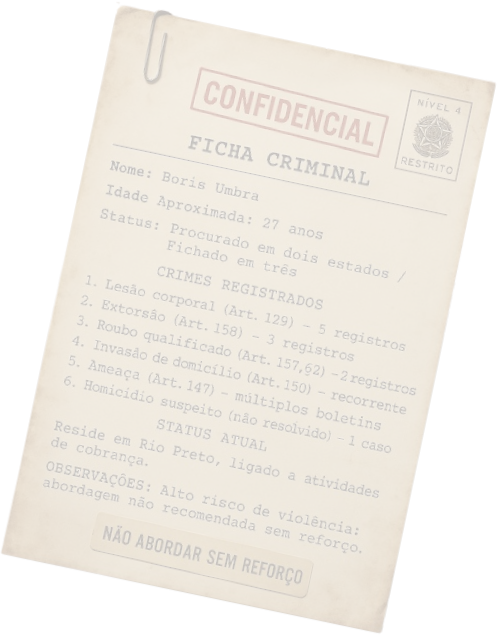 CONFIDENCIAL
NÍVEL 4
RESTRITO
FICHA CRIMINAL
Nome: Boris Umbra
Idade Aproximada: 27 anos
Status: Procurado em dois estados /
Fichado em três
CRIMES REGISTRADOS
1. Lesão corporal (Art. 129) – 5 registros
2. Extorsão (Art. 158) – 3 registros
3. Roubo qualificado (Art. 157,§2) – 2 registros
4. Invasão de domicílio (Art. 150) – recorrente
5. Ameaça (Art. 147) – múltiplos boletins
6. Homicídio suspeito (não resolvido) – 1 caso
STATUS ATUAL
Reside em Rio Preto, ligado a atividades
de cobrança.
OBSERVAÇÕES: Alto risco de violência:
abordagem não recomendada sem reforço.
NÃO ABORDAR SEM REFORÇO